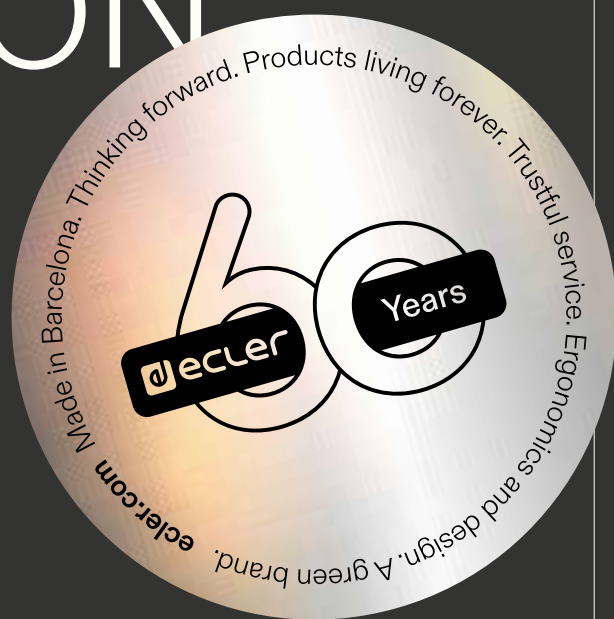 ON
Made in Barcelona. Thinking forward. Products living forever. Trustful service. Ergonomics and design. A green brand.
ecler.com
60
ecler
Years